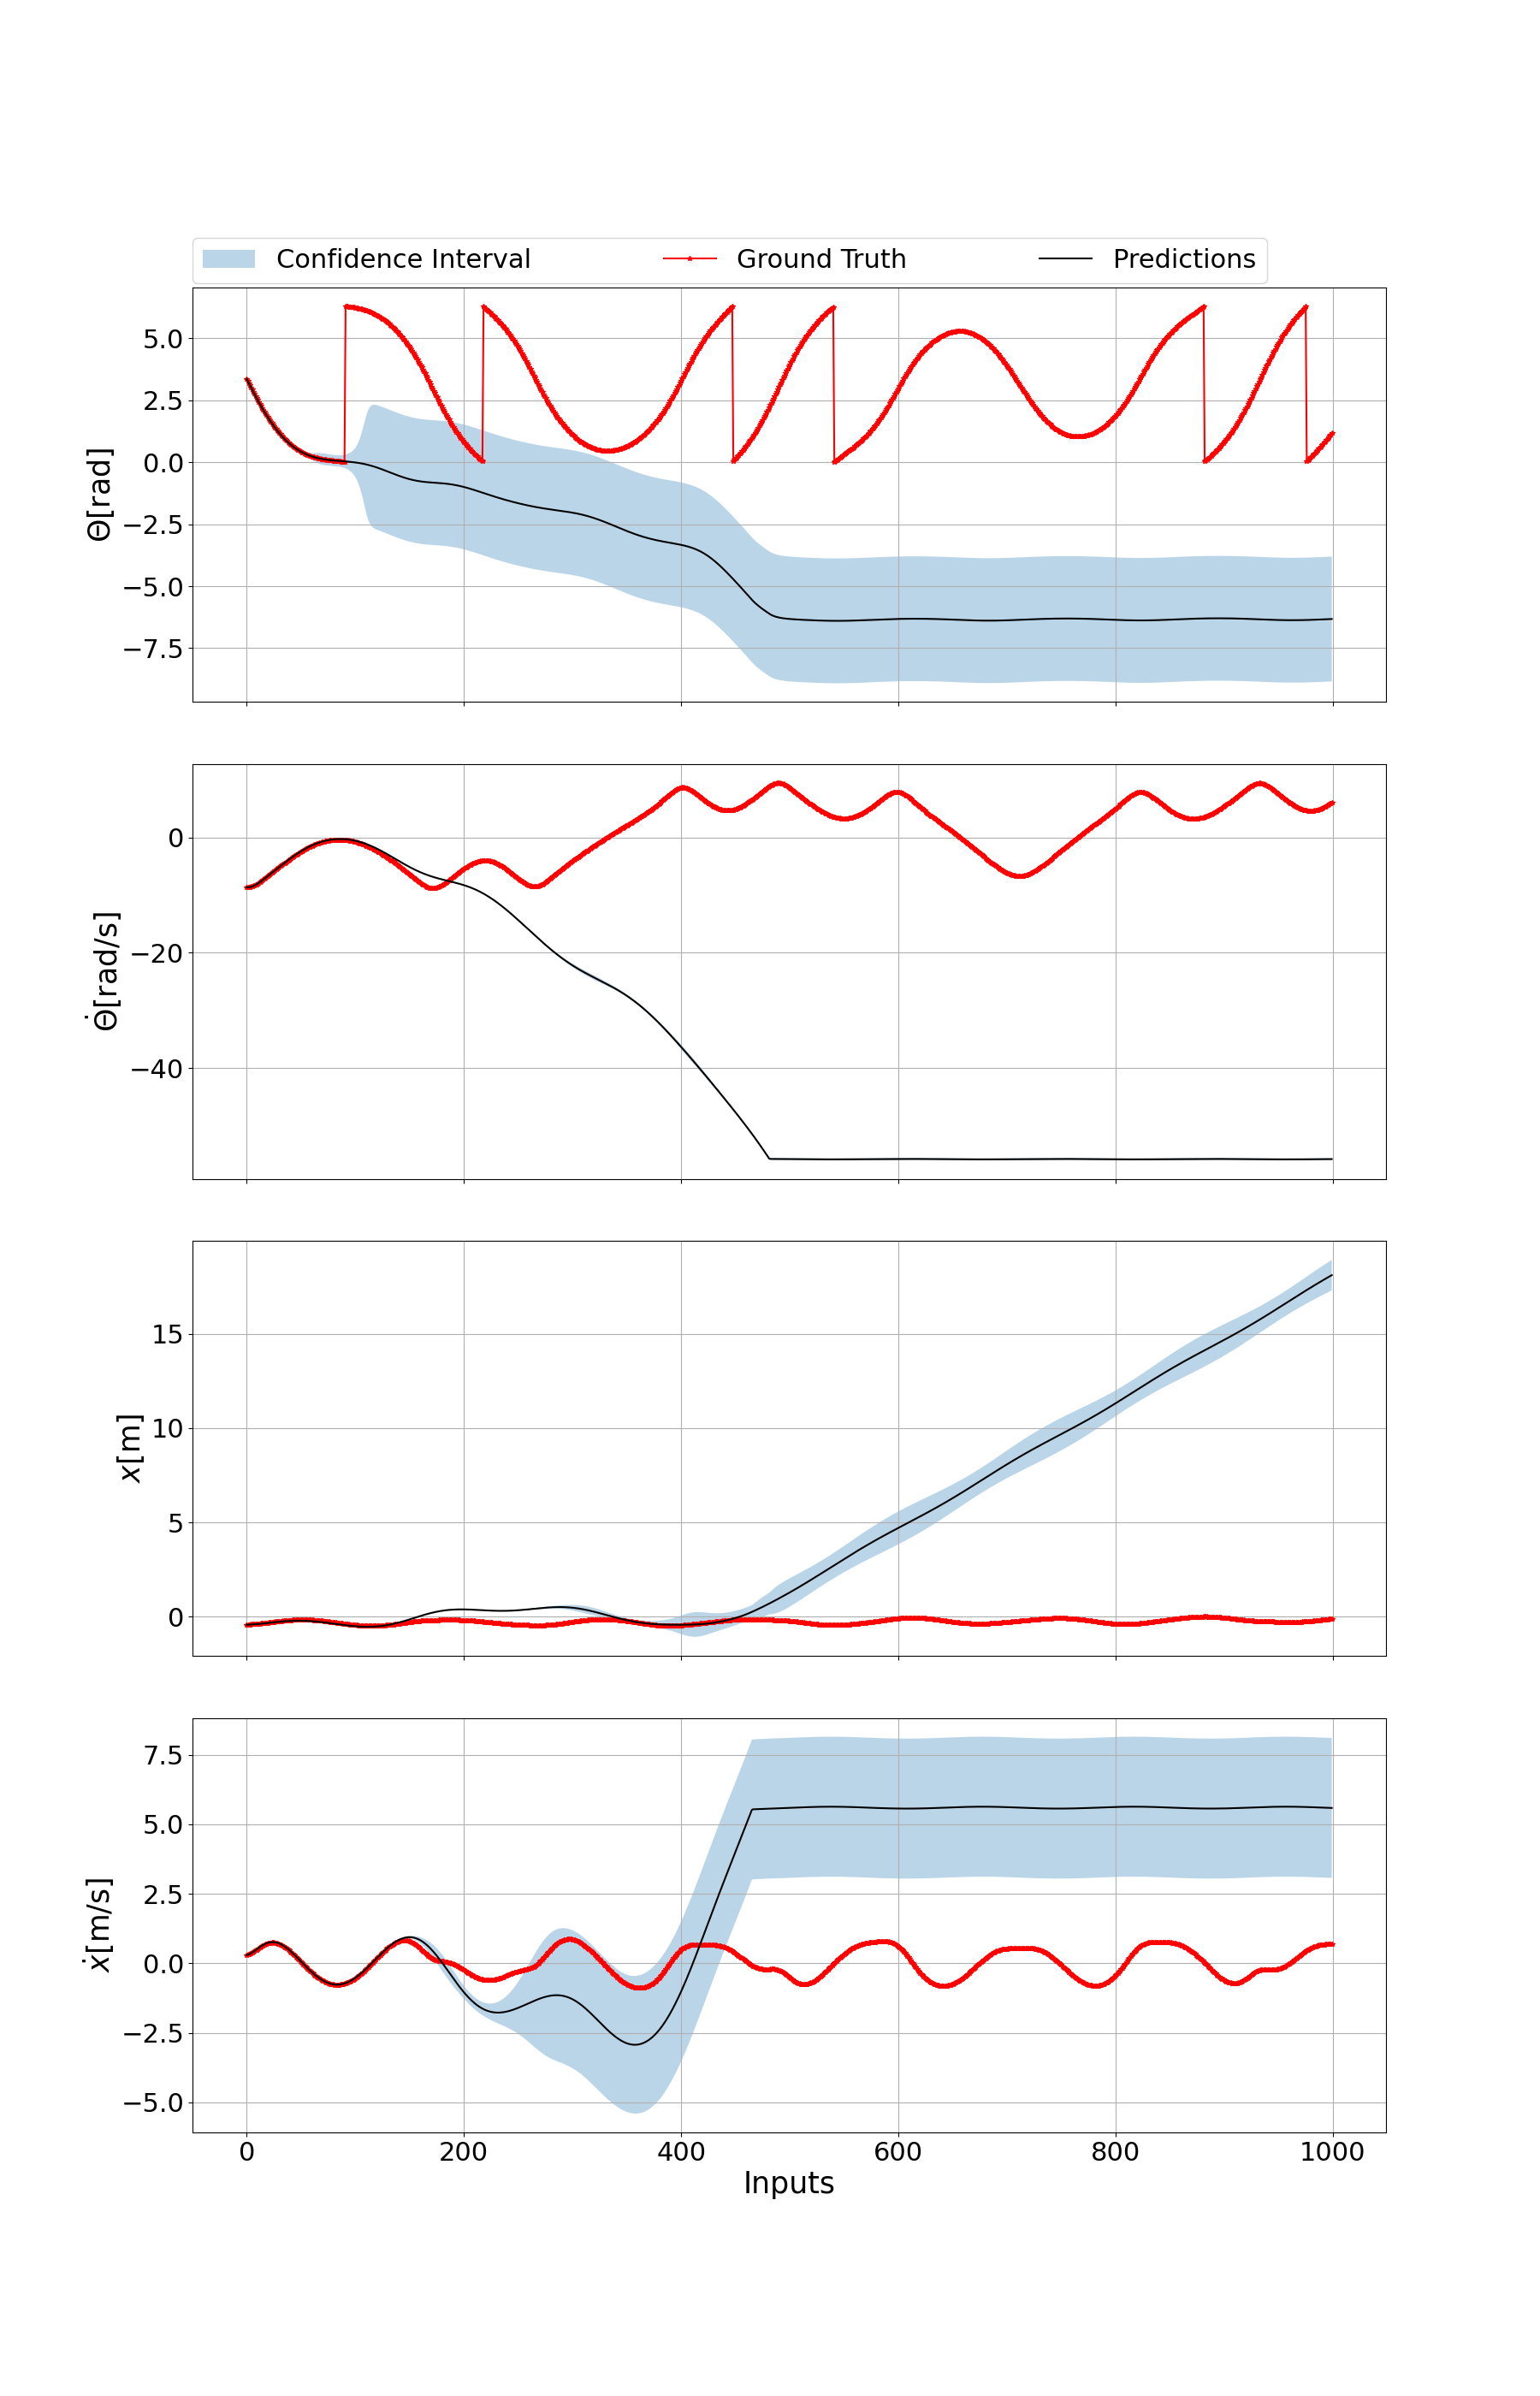 Confidence Interval Ground Truth Predictions
5.0
2.5
0.0
−2.5
−5.0
−7.5
Θ[rad]
0
−20
−40
Θ̇[rad/s]
15
10
5
0
x[m]
7.5
5.0
2.5
0.0
−2.5
−5.0
ẋ[m/s]
0 200 400 600 800 1000
Inputs